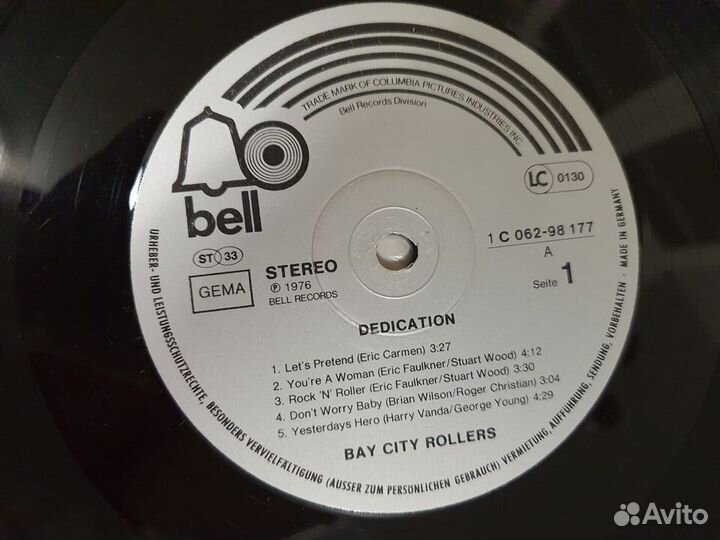 TRADE MARK OF COLUMBIA PICTURES INDUSTRIES INC.
Bell Records Division
bell
LC 0130
ST 33
GEMA
STEREO
℗ 1976
BELL RECORDS
1 C 062-98 177
A
Seite 1
DEDICATION
1. Let's Pretend (Eric Carmen) 3:27
2. You're A Woman (Eric Faulkner/Stuart Wood) 4:12
3. Rock 'N' Roller (Eric Faulkner/Stuart Wood) 3:30
4. Don't Worry Baby (Brian Wilson/Roger Christian) 3:04
5. Yesterdays Hero (Harry Vanda/George Young) 4:29
BAY CITY ROLLERS
URHEBER- UND LEISTUNGSSCHUTZRECHTE, BESONDERS VERVIELFÄLTIGUNG (AUSSER ZUM PERSÖNLICHEN GEBRAUCH) VERMIETUNG, AUFFÜHRUNG, SENDUNG, VORBEHALTEN · MADE IN GERMANY
Avito